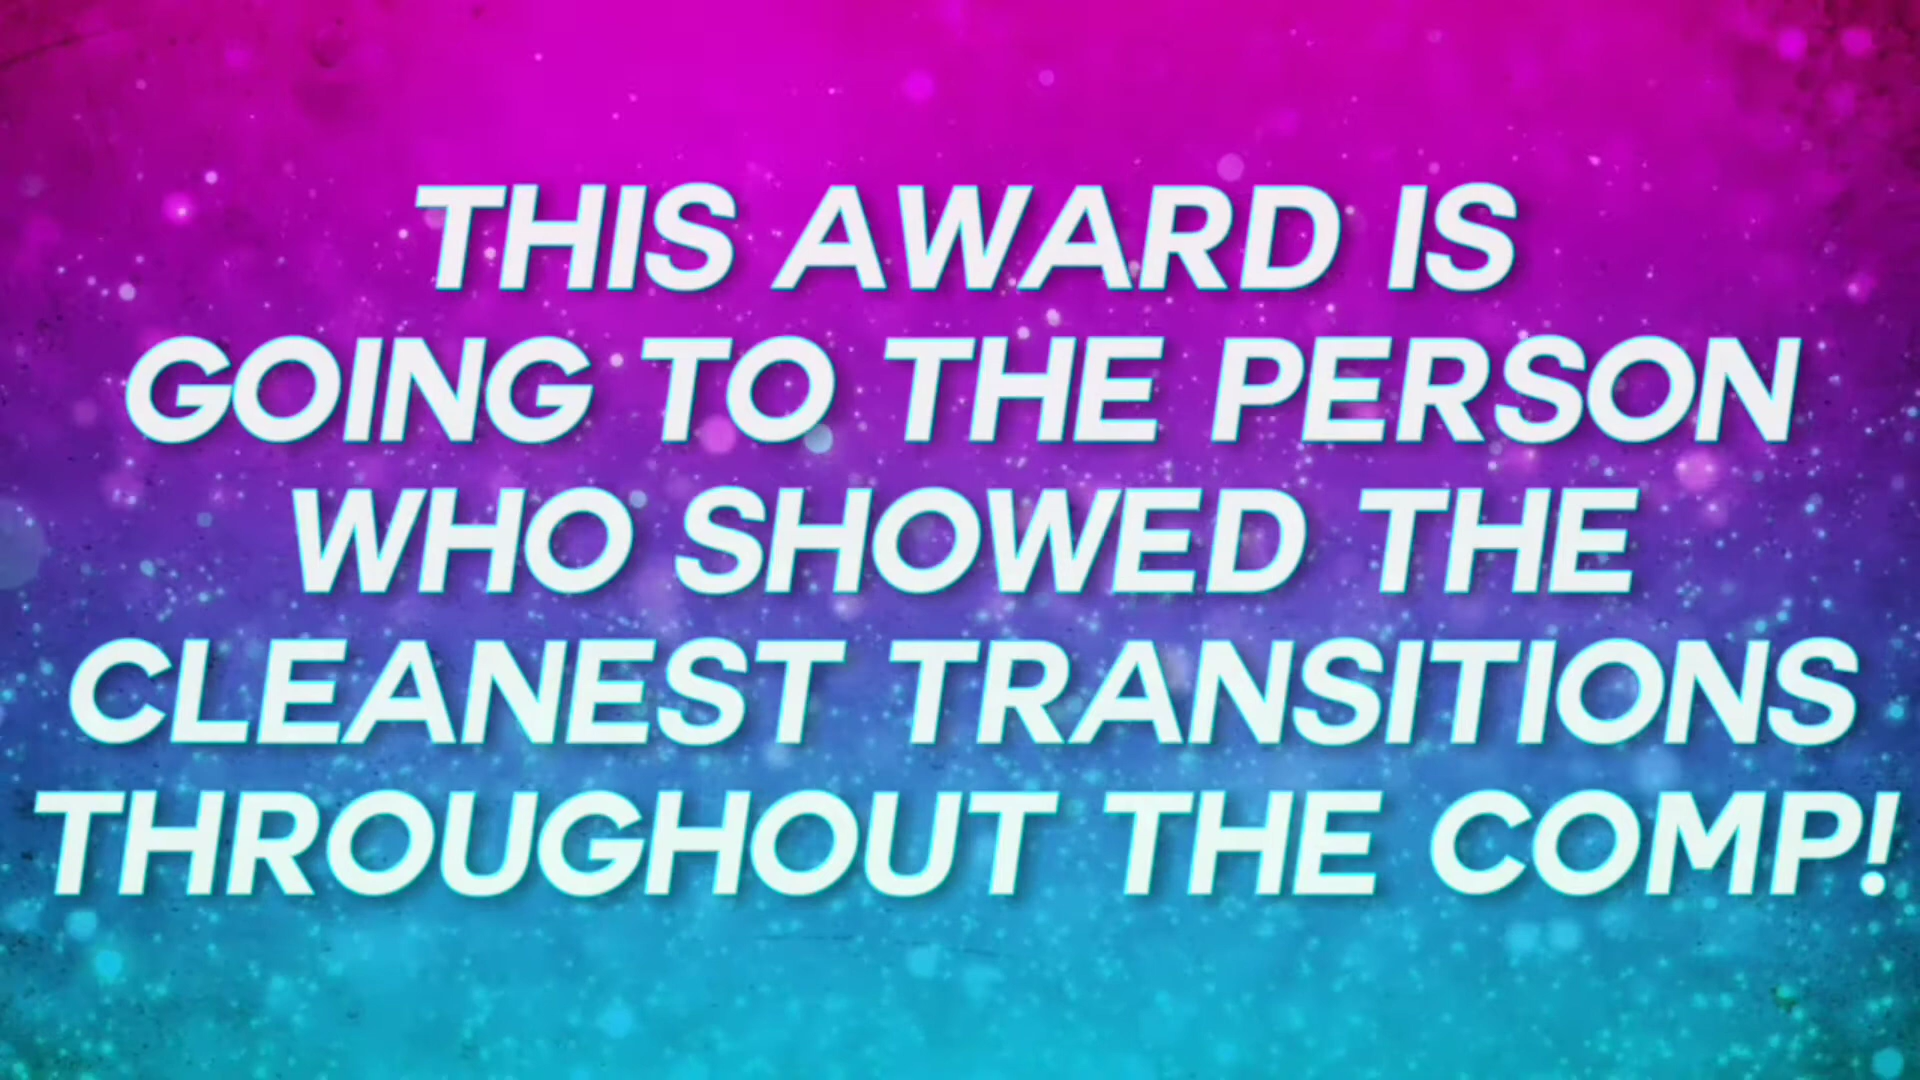 THIS AWARD IS
GOING TO THE PERSON
WHO SHOWED THE
CLEANEST TRANSITIONS
THROUGHOUT THE COMP!